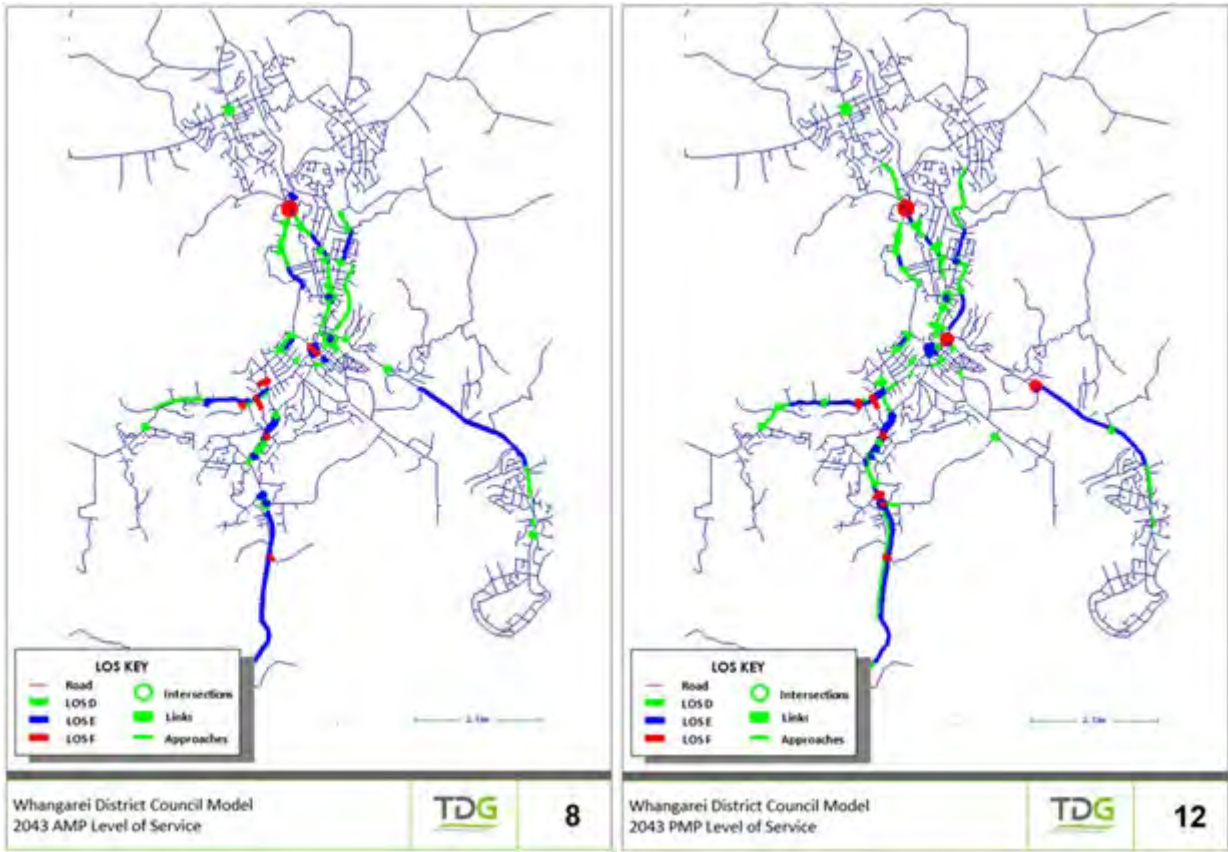 LOS KEY
Road
LOS D
LOS E
LOS F
Intersections
Links
Approaches
Whangarei District Council Model
2043 AMP Level of Service
TDG
8
LOS KEY
Road
LOS D
LOS E
LOS F
Intersections
Links
Approaches
Whangarei District Council Model
2043 PMP Level of Service
TDG
12